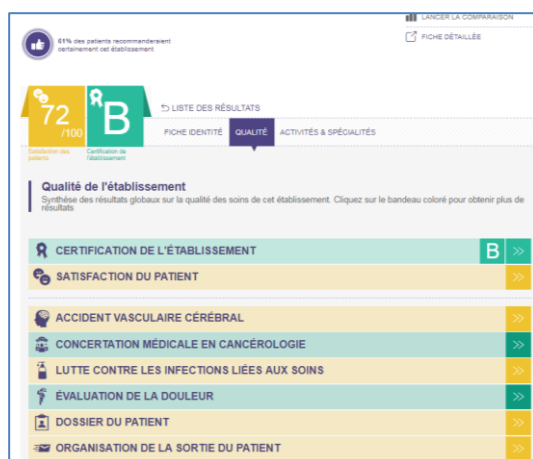 LANCER LA COMPARAISON
61% des patients recommanderaient
certainement cet établissement
FICHE DÉTAILLÉE
72
/100
B
LISTE DES RÉSULTATS
FICHE IDENTITÉ QUALITÉ ACTIVITÉS & SPÉCIALITÉS
Satisfaction des
patients
Certification de
l'établissement
Qualité de l'établissement
Synthèse des résultats globaux sur la qualité des soins de cet établissement. Cliquez sur le bandeau coloré pour obtenir plus de
résultats
CERTIFICATION DE L'ÉTABLISSEMENT B
SATISFACTION DU PATIENT
ACCIDENT VASCULAIRE CÉRÉBRAL
CONCERTATION MÉDICALE EN CANCÉROLOGIE
LUTTE CONTRE LES INFECTIONS LIÉES AUX SOINS
ÉVALUATION DE LA DOULEUR
DOSSIER DU PATIENT
ORGANISATION DE LA SORTIE DU PATIENT